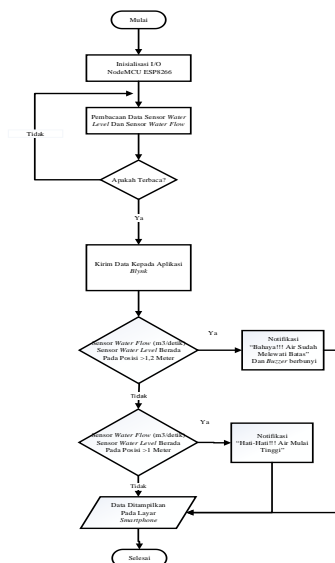 Mulai
Inisialisasi I/O
NodeMCU ESP8266
Pembacaan Data Sensor Water
Level Dan Sensor Water Flow
Tidak
Apakah Terbaca?
Ya
Kirim Data Kepada Aplikasi
Blynk
Sensor Water Flow (m3/detik)
Sensor Water Level Berada
Pada Posisi >1,2 Meter
Ya
Notifikasi
"Bahaya!!! Air Sudah
Melewati Batas"
Dan Buzzer berbunyi
Tidak
Sensor Water Flow (m3/detik)
Sensor Water Level Berada
Pada Posisi >1 Meter
Ya
Notifikasi
"Hati-Hati!!! Air Mulai
Tinggi"
Tidak
Data Ditampilkan
Pada Layar
Smartphone
Selesai